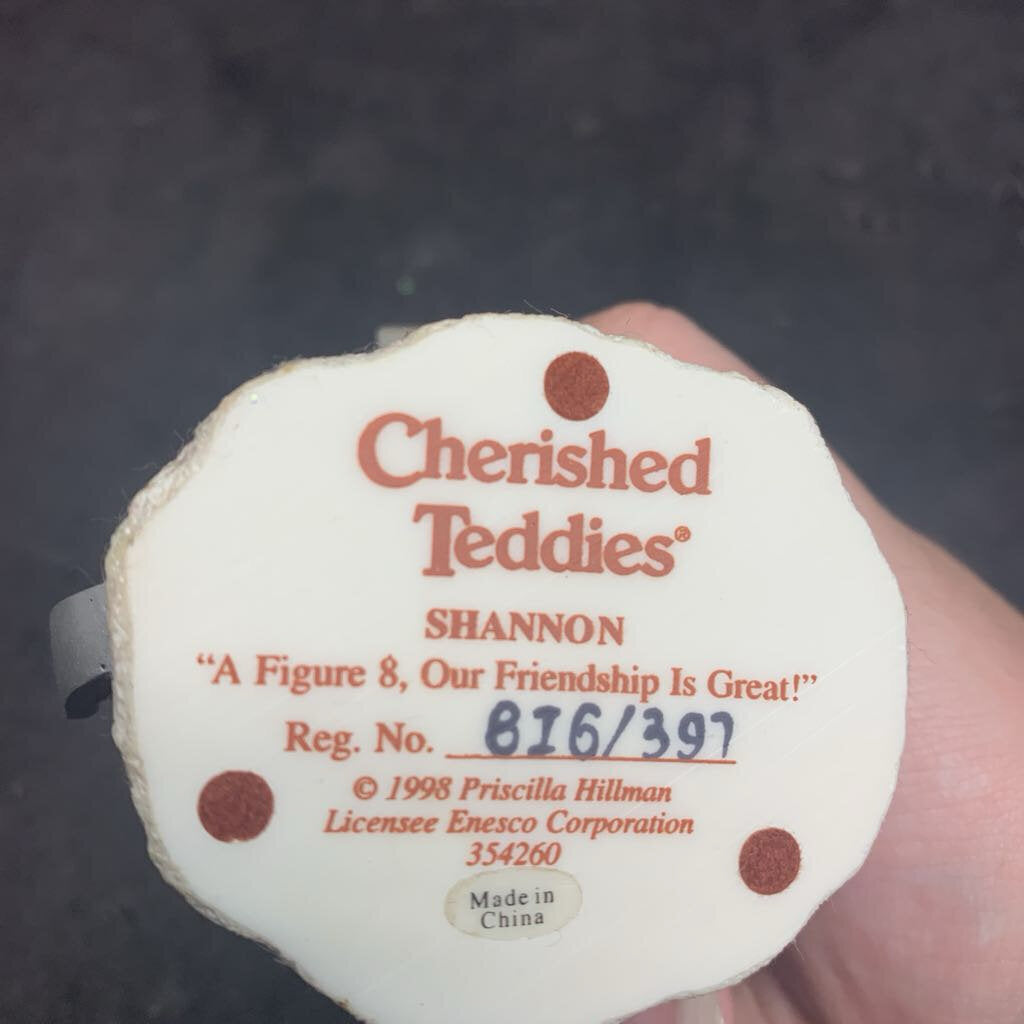 Cherished
Teddies®
SHANNON
“A Figure 8, Our Friendship Is Great!”
Reg. No. 8I6/397
© 1998 Priscilla Hillman
Licensee Enesco Corporation
354260
Made in
China